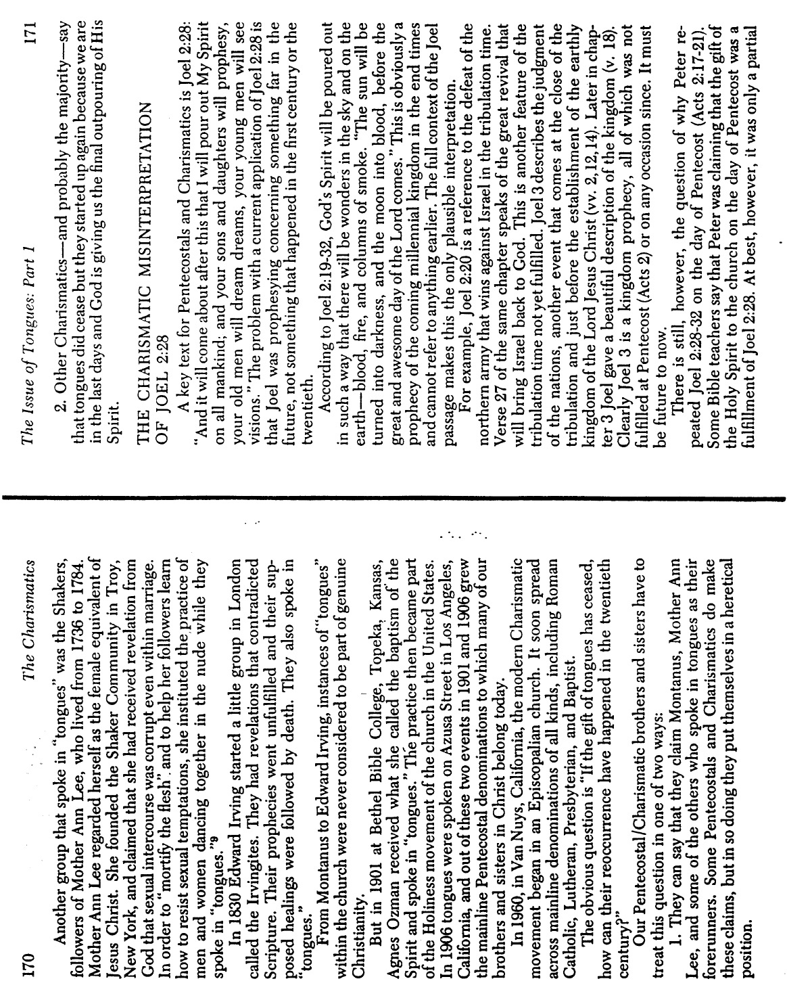 170 The Charismatics
Another group that spoke in “tongues” was the Shakers,
followers of Mother Ann Lee, who lived from 1736 to 1784.
Mother Ann Lee regarded herself as the female equivalent of
Jesus Christ. She founded the Shaker Community in Troy,
New York, and claimed that she had received revelation from
God that sexual intercourse was corrupt even within marriage.
In order to “mortify the flesh” and to help her followers learn
how to resist sexual temptations, she instituted the practice of
men and women dancing together in the nude while they
spoke in “tongues.”9
In 1830 Edward Irving started a little group in London
called the Irvingites. They had revelations that contradicted
Scripture. Their prophecies went unfulfilled and their sup-
posed healings were followed by death. They also spoke in
“tongues.”
From Montanus to Edward Irving, instances of “tongues”
within the church were never considered to be part of genuine
Christianity.
But in 1901 at Bethel Bible College, Topeka, Kansas,
Agnes Ozman received what she called the baptism of the
Spirit and spoke in “tongues.” The practice then became part
of the Holiness movement of the church in the United States.
In 1906 tongues were spoken on Azusa Street in Los Angeles,
California, and out of these two events in 1901 and 1906 grew
the mainline Pentecostal denominations to which many of our
brothers and sisters in Christ belong today.
In 1960, in Van Nuys, California, the modern Charismatic
movement began in an Episcopalian church. It soon spread
across mainline denominations of all kinds, including Roman
Catholic, Lutheran, Presbyterian, and Baptist.
The obvious question is “If the gift of tongues has ceased,
how can their reoccurrence have happened in the twentieth
century?”
Our Pentecostal/Charismatic brothers and sisters have to
treat this question in one of two ways:
1. They can say that they claim Montanus, Mother Ann
Lee, and some of the others who spoke in tongues as their
forerunners. Some Pentecostals and Charismatics do make
these claims, but in so doing they put themselves in a heretical
position.
The Issue of Tongues: Part 1 171
2. Other Charismatics—and probably the majority—say
that tongues did cease but they started up again because we are
in the last days and God is giving us the final outpouring of His
Spirit.
THE CHARISMATIC MISINTERPRETATION
OF JOEL 2:28
A key text for Pentecostals and Charismatics is Joel 2:28:
“And it will come about after this that I will pour out My Spirit
on all mankind; and your sons and daughters will prophesy,
your old men will dream dreams, your young men will see
visions.” The problem with a current application of Joel 2:28 is
that Joel was prophesying concerning something far in the
future, not something that happened in the first century or the
twentieth.
According to Joel 2:19-32, God’s Spirit will be poured out
in such a way that there will be wonders in the sky and on the
earth—blood, fire, and columns of smoke. “The sun will be
turned into darkness, and the moon into blood, before the
great and awesome day of the Lord comes.” This is obviously a
prophecy of the coming millennial kingdom in the end times
and cannot refer to anything earlier. The full context of the Joel
passage makes this the only plausible interpretation.
For example, Joel 2:20 is a reference to the defeat of the
northern army that wins against Israel in the tribulation time.
Verse 27 of the same chapter speaks of the great revival that
will bring Israel back to God. This is another feature of the
tribulation time not yet fulfilled. Joel 3 describes the judgment
of the nations, another event that comes at the close of the
tribulation and just before the establishment of the earthly
kingdom of the Lord Jesus Christ (vv. 2,12,14). Later in chap-
ter 3 Joel gave a beautiful description of the kingdom (v. 18).
Clearly Joel 3 is a kingdom prophecy, all of which was not
fulfilled at Pentecost (Acts 2) or on any occasion since. It must
be future to now.
There is still, however, the question of why Peter re-
peated Joel 2:28-32 on the day of Pentecost (Acts 2:17-21).
Some Bible teachers say that Peter was claiming that the gift of
the Holy Spirit to the church on the day of Pentecost was a
fulfillment of Joel 2:28. At best, however, it was only a partial